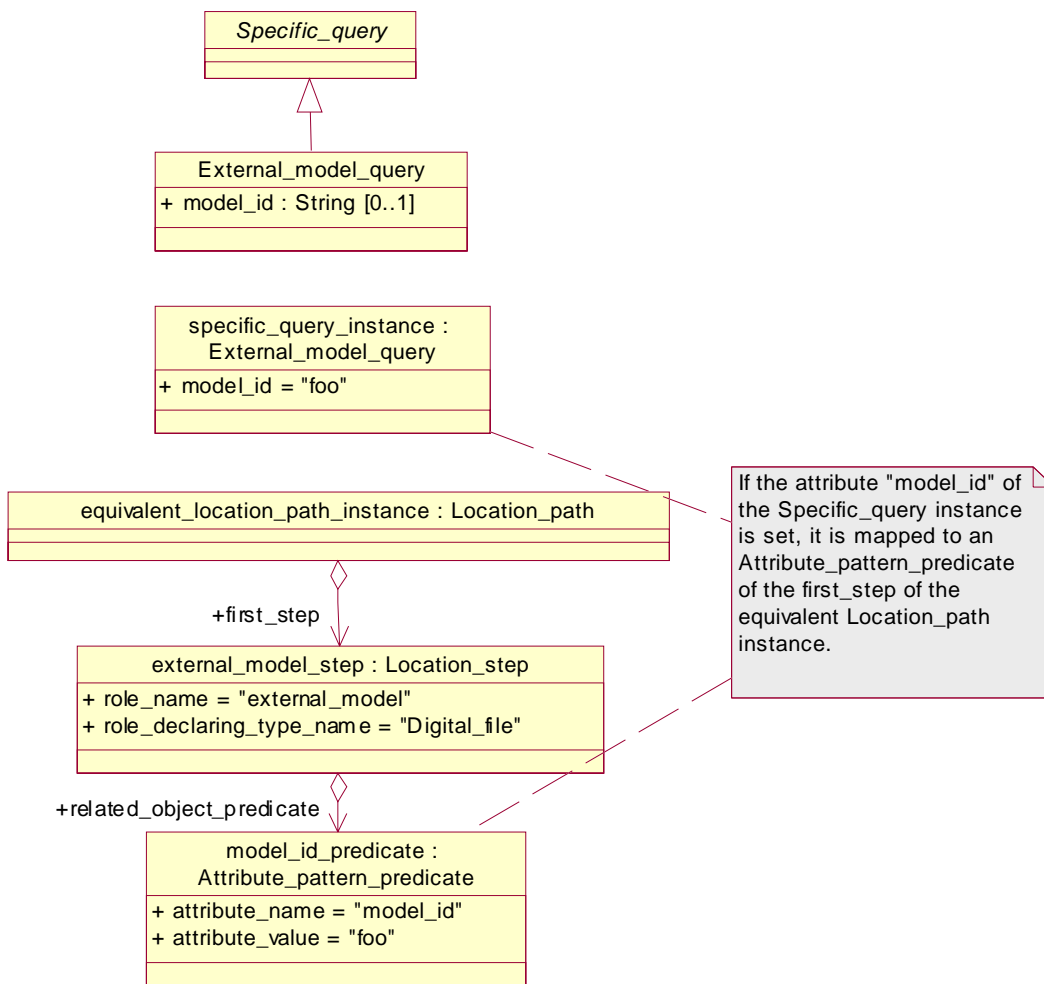 Specific_query
External_model_query
+ model_id : String [0..1]
specific_query_instance :
External_model_query
+ model_id = "foo"
equivalent_location_path_instance : Location_path
+first_step
external_model_step : Location_step
+ role_name = "external_model"
+ role_declaring_type_name = "Digital_file"
+related_object_predicate
model_id_predicate :
Attribute_pattern_predicate
+ attribute_name = "model_id"
+ attribute_value = "foo"
If the attribute "model_id" of
the Specific_query instance
is set, it is mapped to an
Attribute_pattern_predicate
of the first_step of the
equivalent Location_path
instance.